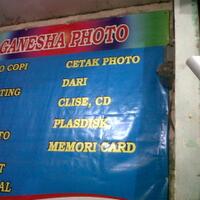 GANESHA PHOTO
O COPI
CETAK PHOTO
TING
DARI
CLISE, CD
TO
PLASDISK,
MEMORI CARD
T
AL